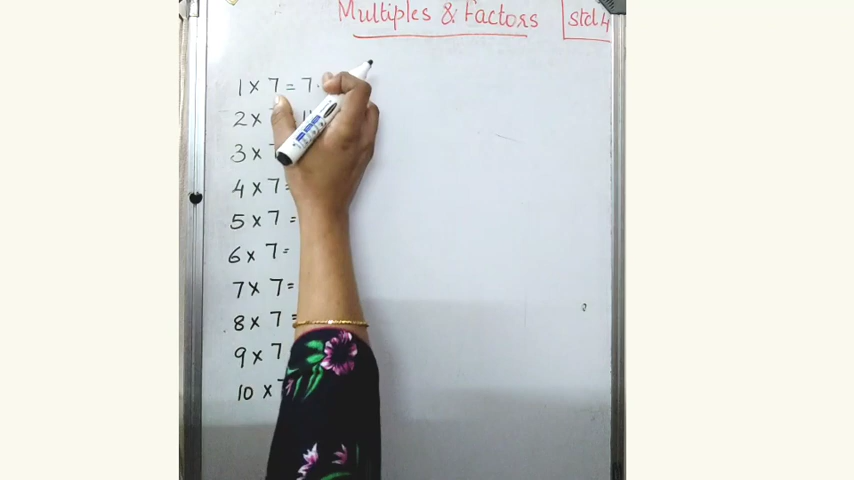 Multiples & Factors
std 4
1 x 7 = 7
2 x
3 x
4 x 7 =
5 x 7 =
6 x 7 =
7 x 7 =
8 x 7 =
9 x 7
10 x